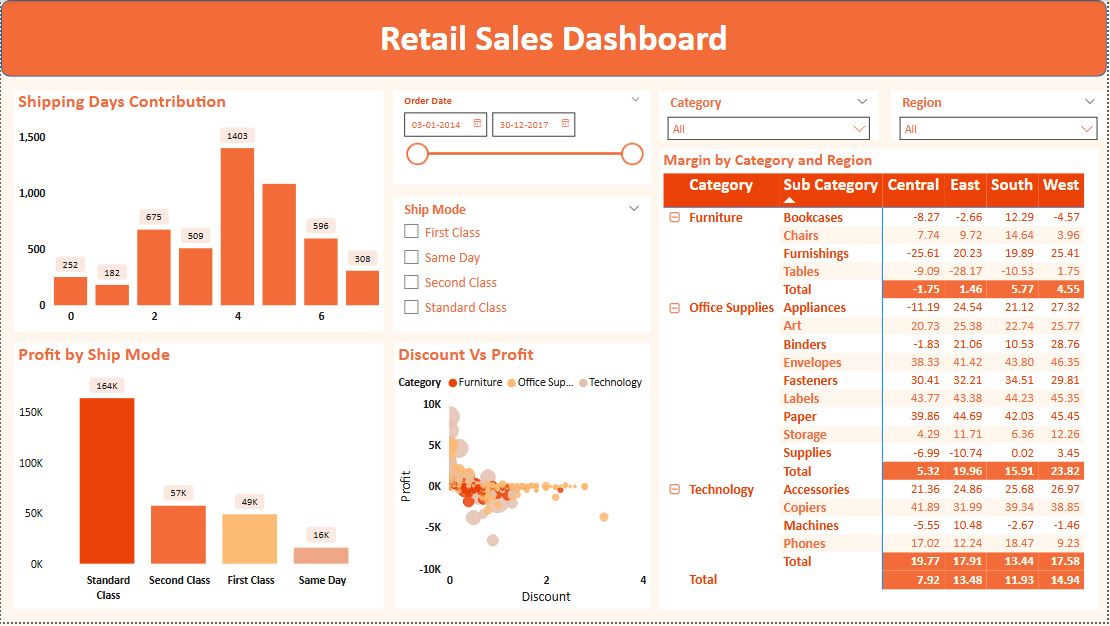 Retail Sales Dashboard
Shipping Days Contribution
1,500
1,000
500
0
252
182
675
509
1403
596
308
0 2 4 6
Order Date
03-01-2014 30-12-2017
Ship Mode
First Class
Same Day
Second Class
Standard Class
Category
All
Region
All
Profit by Ship Mode
150K
100K
50K
0K
164K
57K
49K
16K
Standard Class Second Class First Class Same Day
Discount Vs Profit
Category Furniture Office Sup... Technology
10K
5K
0K
-5K
-10K
Profit
0 2 4
Discount
Margin by Category and Region
Category Sub Category Central East South West
Furniture Bookcases -8.27 -2.66 12.29 -4.57
Chairs 7.74 9.72 14.64 3.96
Furnishings -25.61 20.23 19.89 25.41
Tables -9.09 -28.17 -10.53 1.75
Total -1.75 1.46 5.77 4.55
Office Supplies Appliances -11.19 24.54 21.12 27.32
Art 20.73 25.38 22.74 25.77
Binders -1.83 21.06 10.53 28.76
Envelopes 38.33 41.42 43.80 46.35
Fasteners 30.41 32.21 34.51 29.81
Labels 43.77 43.38 44.23 45.35
Paper 39.86 44.69 42.03 45.45
Storage 4.29 11.71 6.36 12.26
Supplies -6.99 -10.74 0.02 3.45
Total 5.32 19.96 15.91 23.82
Technology Accessories 21.36 24.86 25.68 26.97
Copiers 41.89 31.99 39.34 38.85
Machines -5.55 10.48 -2.67 -1.46
Phones 17.02 12.24 18.47 9.23
Total 19.77 17.91 13.44 17.58
Total 7.92 13.48 11.93 14.94